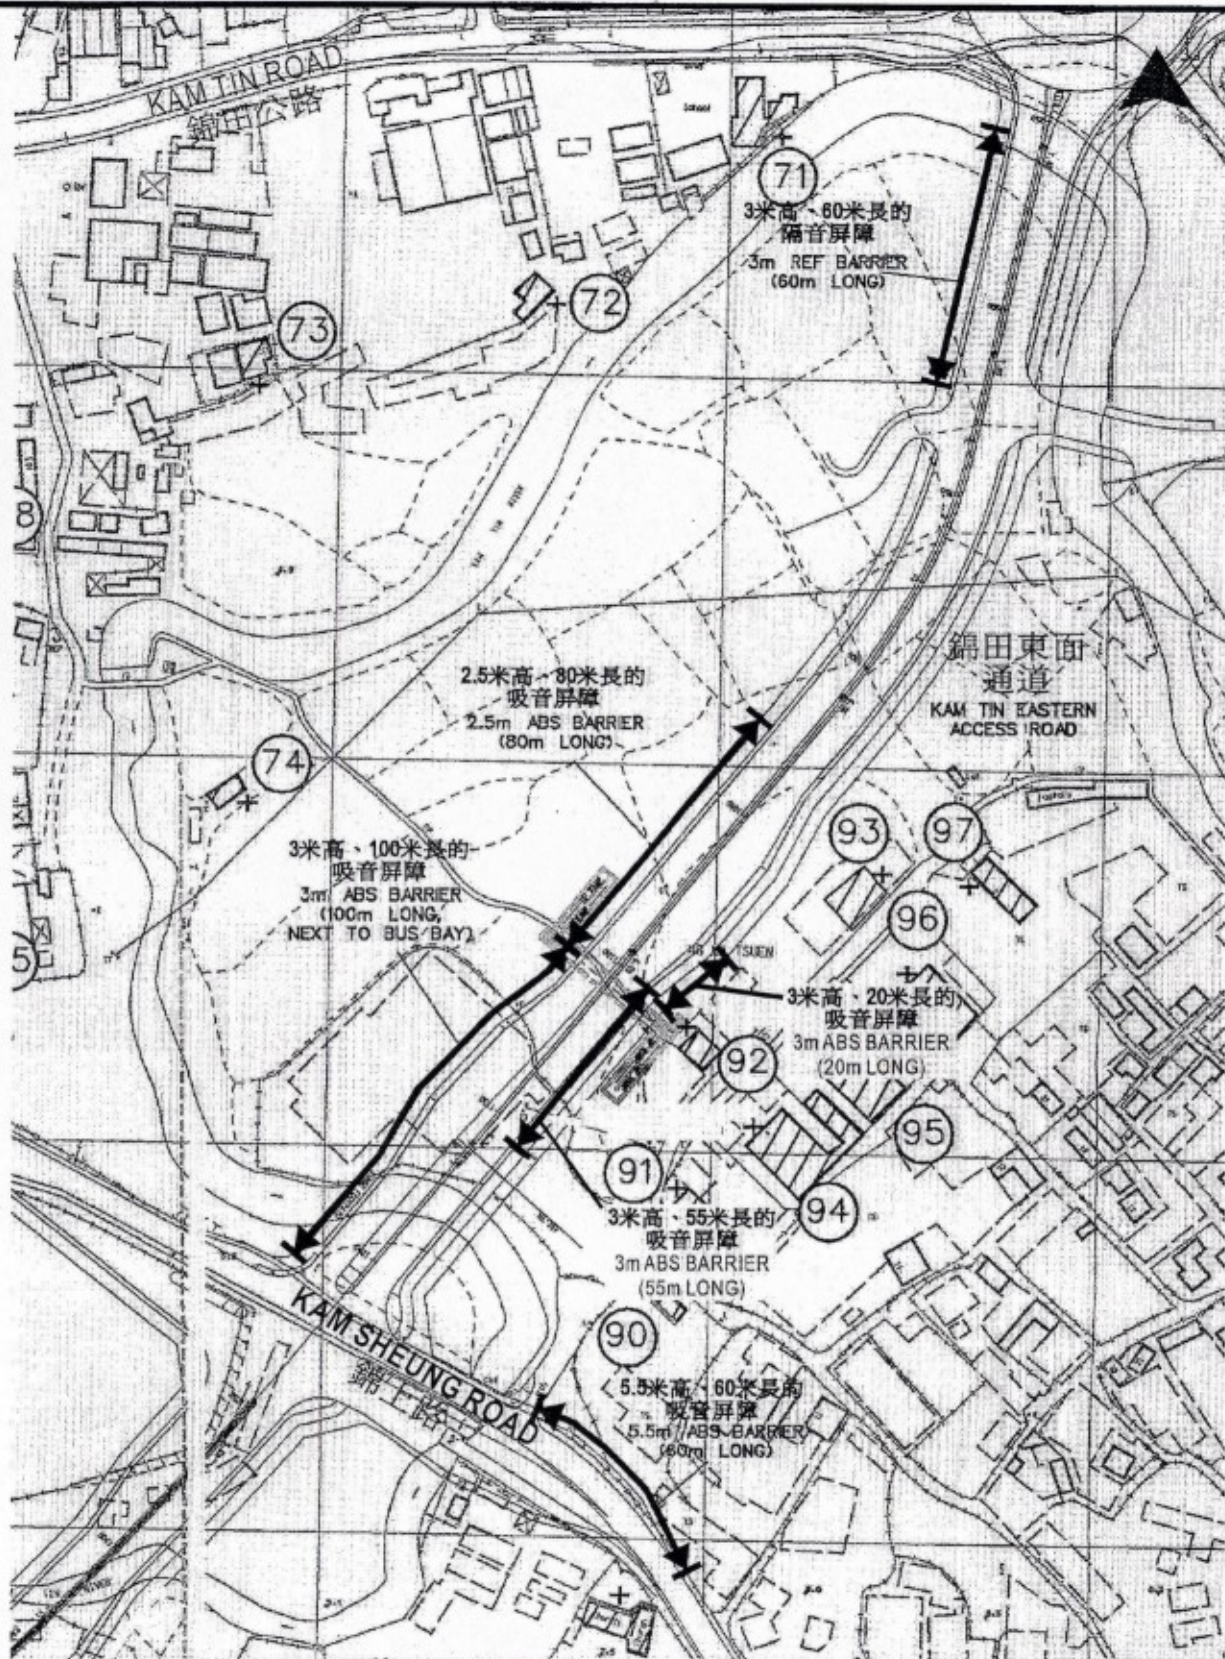 KAM TIN ROAD
錦田公路
School
71
3米高、60米長的
隔音屏障
3m REF BARRIER
(60m LONG)
72
73
8
KAM TIN RIVER
錦田東面
通道
KAM TIN EASTERN
ACCESS ROAD
2.5米高、80米長的
吸音屏障
2.5m ABS BARRIER
(80m LONG)
74
93
97
3米高、100米長的
吸音屏障
3m ABS BARRIER
(100m LONG,
NEXT TO BUS BAY)
96
5
TSUEN
3米高、20米長的
吸音屏障
3m ABS BARRIER
(20m LONG)
92
95
91
94
3米高、55米長的
吸音屏障
3m ABS BARRIER
(55m LONG)
KAM SHEUNG ROAD
錦上路
90
5.5米高、60米長的
吸音屏障
5.5m ABS BARRIER
(60m LONG)